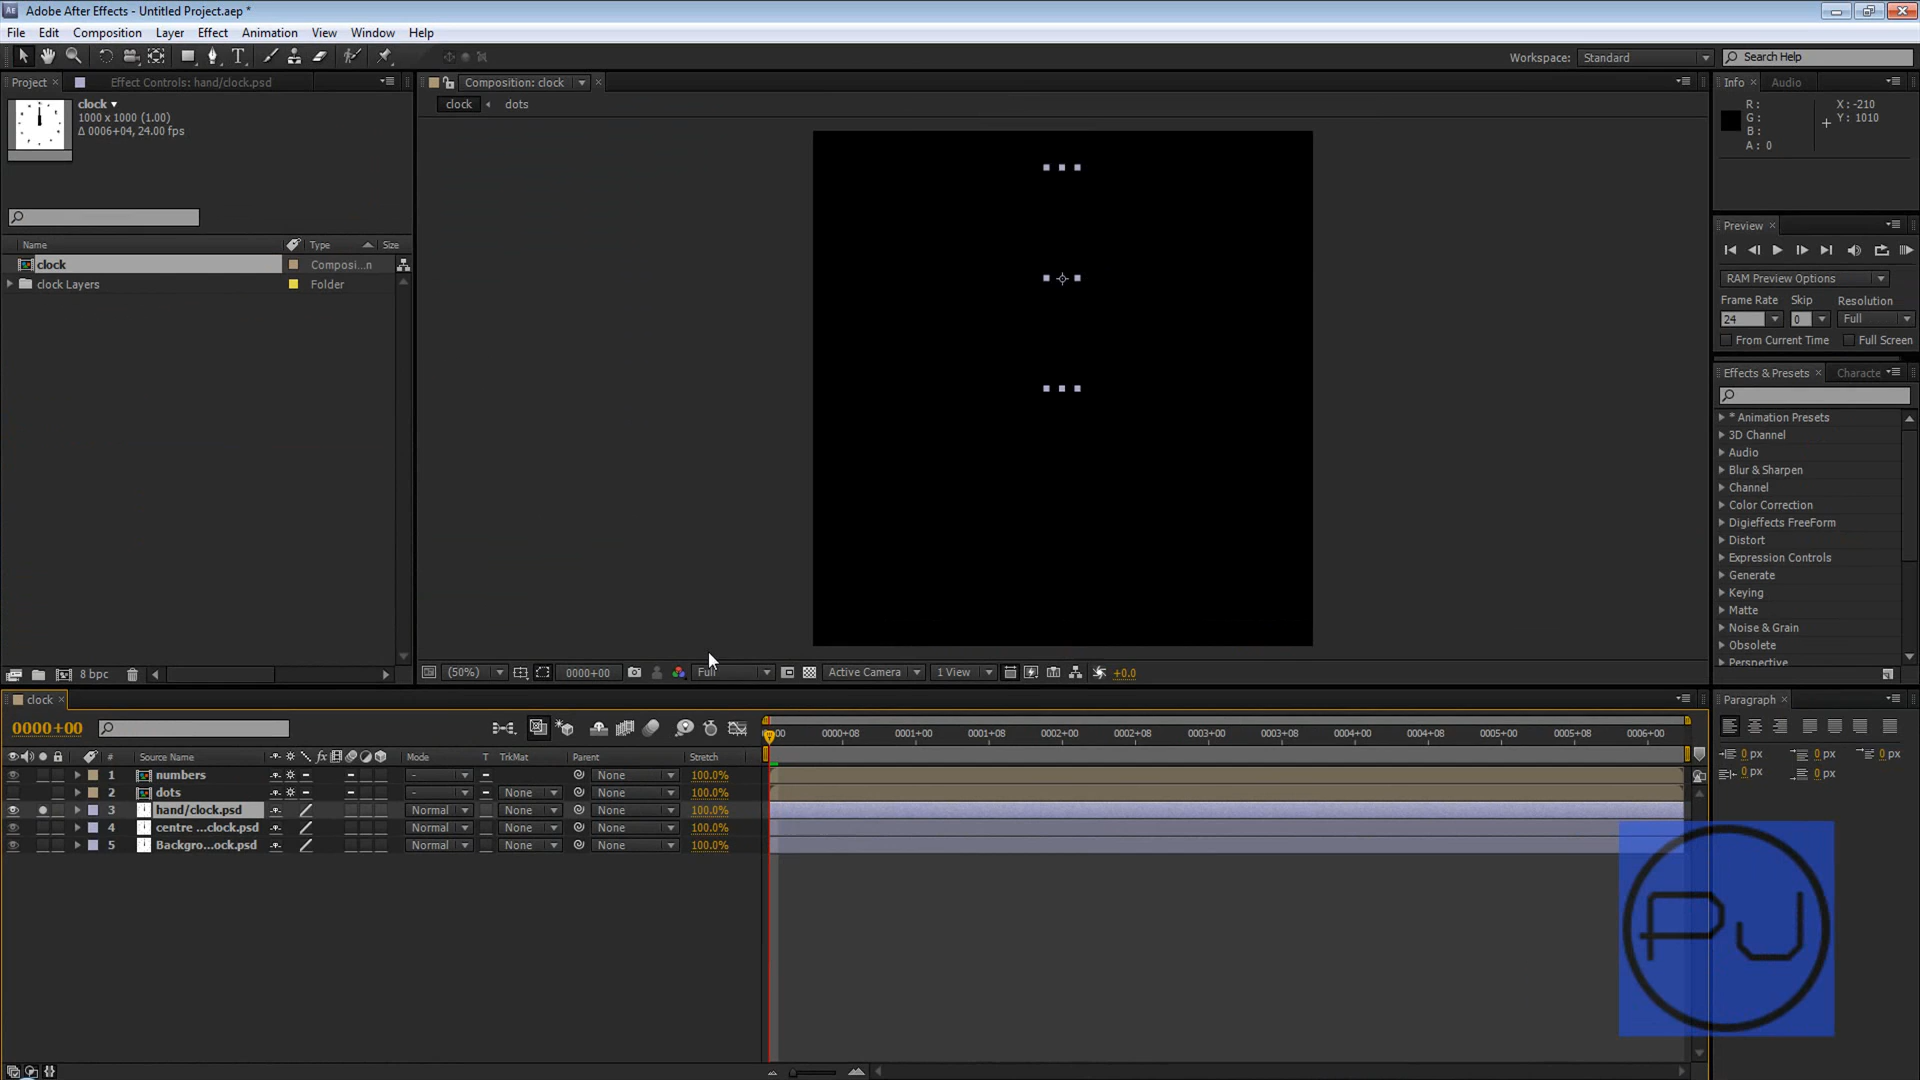 Adobe After Effects - Untitled Project.aep *
File Edit Composition Layer Effect Animation View Window Help
Workspace: Standard Search Help
Project Effect Controls: hand/clock.psd
clock
1000 x 1000 (1.00)
Δ 0006+04, 24.00 fps
Name Type Size
clock Composi...n
clock Layers Folder
8 bpc
Composition: clock
clock dots
(50%) 0000+00 Full Active Camera 1 View +0.0
Info Audio
R: X: -210
G: Y: 1010
B:
A: 0
Preview
RAM Preview Options
Frame Rate Skip Resolution
24 0 Full
From Current Time Full Screen
Effects & Presets Characte
* Animation Presets
3D Channel
Audio
Blur & Sharpen
Channel
Color Correction
Digieffects FreeForm
Distort
Expression Controls
Generate
Keying
Matte
Noise & Grain
Obsolete
Perspective
clock
0000+00
# Source Name fx Mode T TrkMat Parent Stretch
:00 0000+08 0001+00 0001+08 0002+00 0002+08 0003+00 0003+08 0004+00 0004+08 0005+00 0005+08 0006+00
1 numbers - None 100.0%
2 dots - None None 100.0%
3 hand/clock.psd Normal None None 100.0%
4 centre ...clock.psd Normal None None 100.0%
5 Backgro...ock.psd Normal None None 100.0%
Paragraph
0 px 0 px 0 px
0 px 0 px
PJ